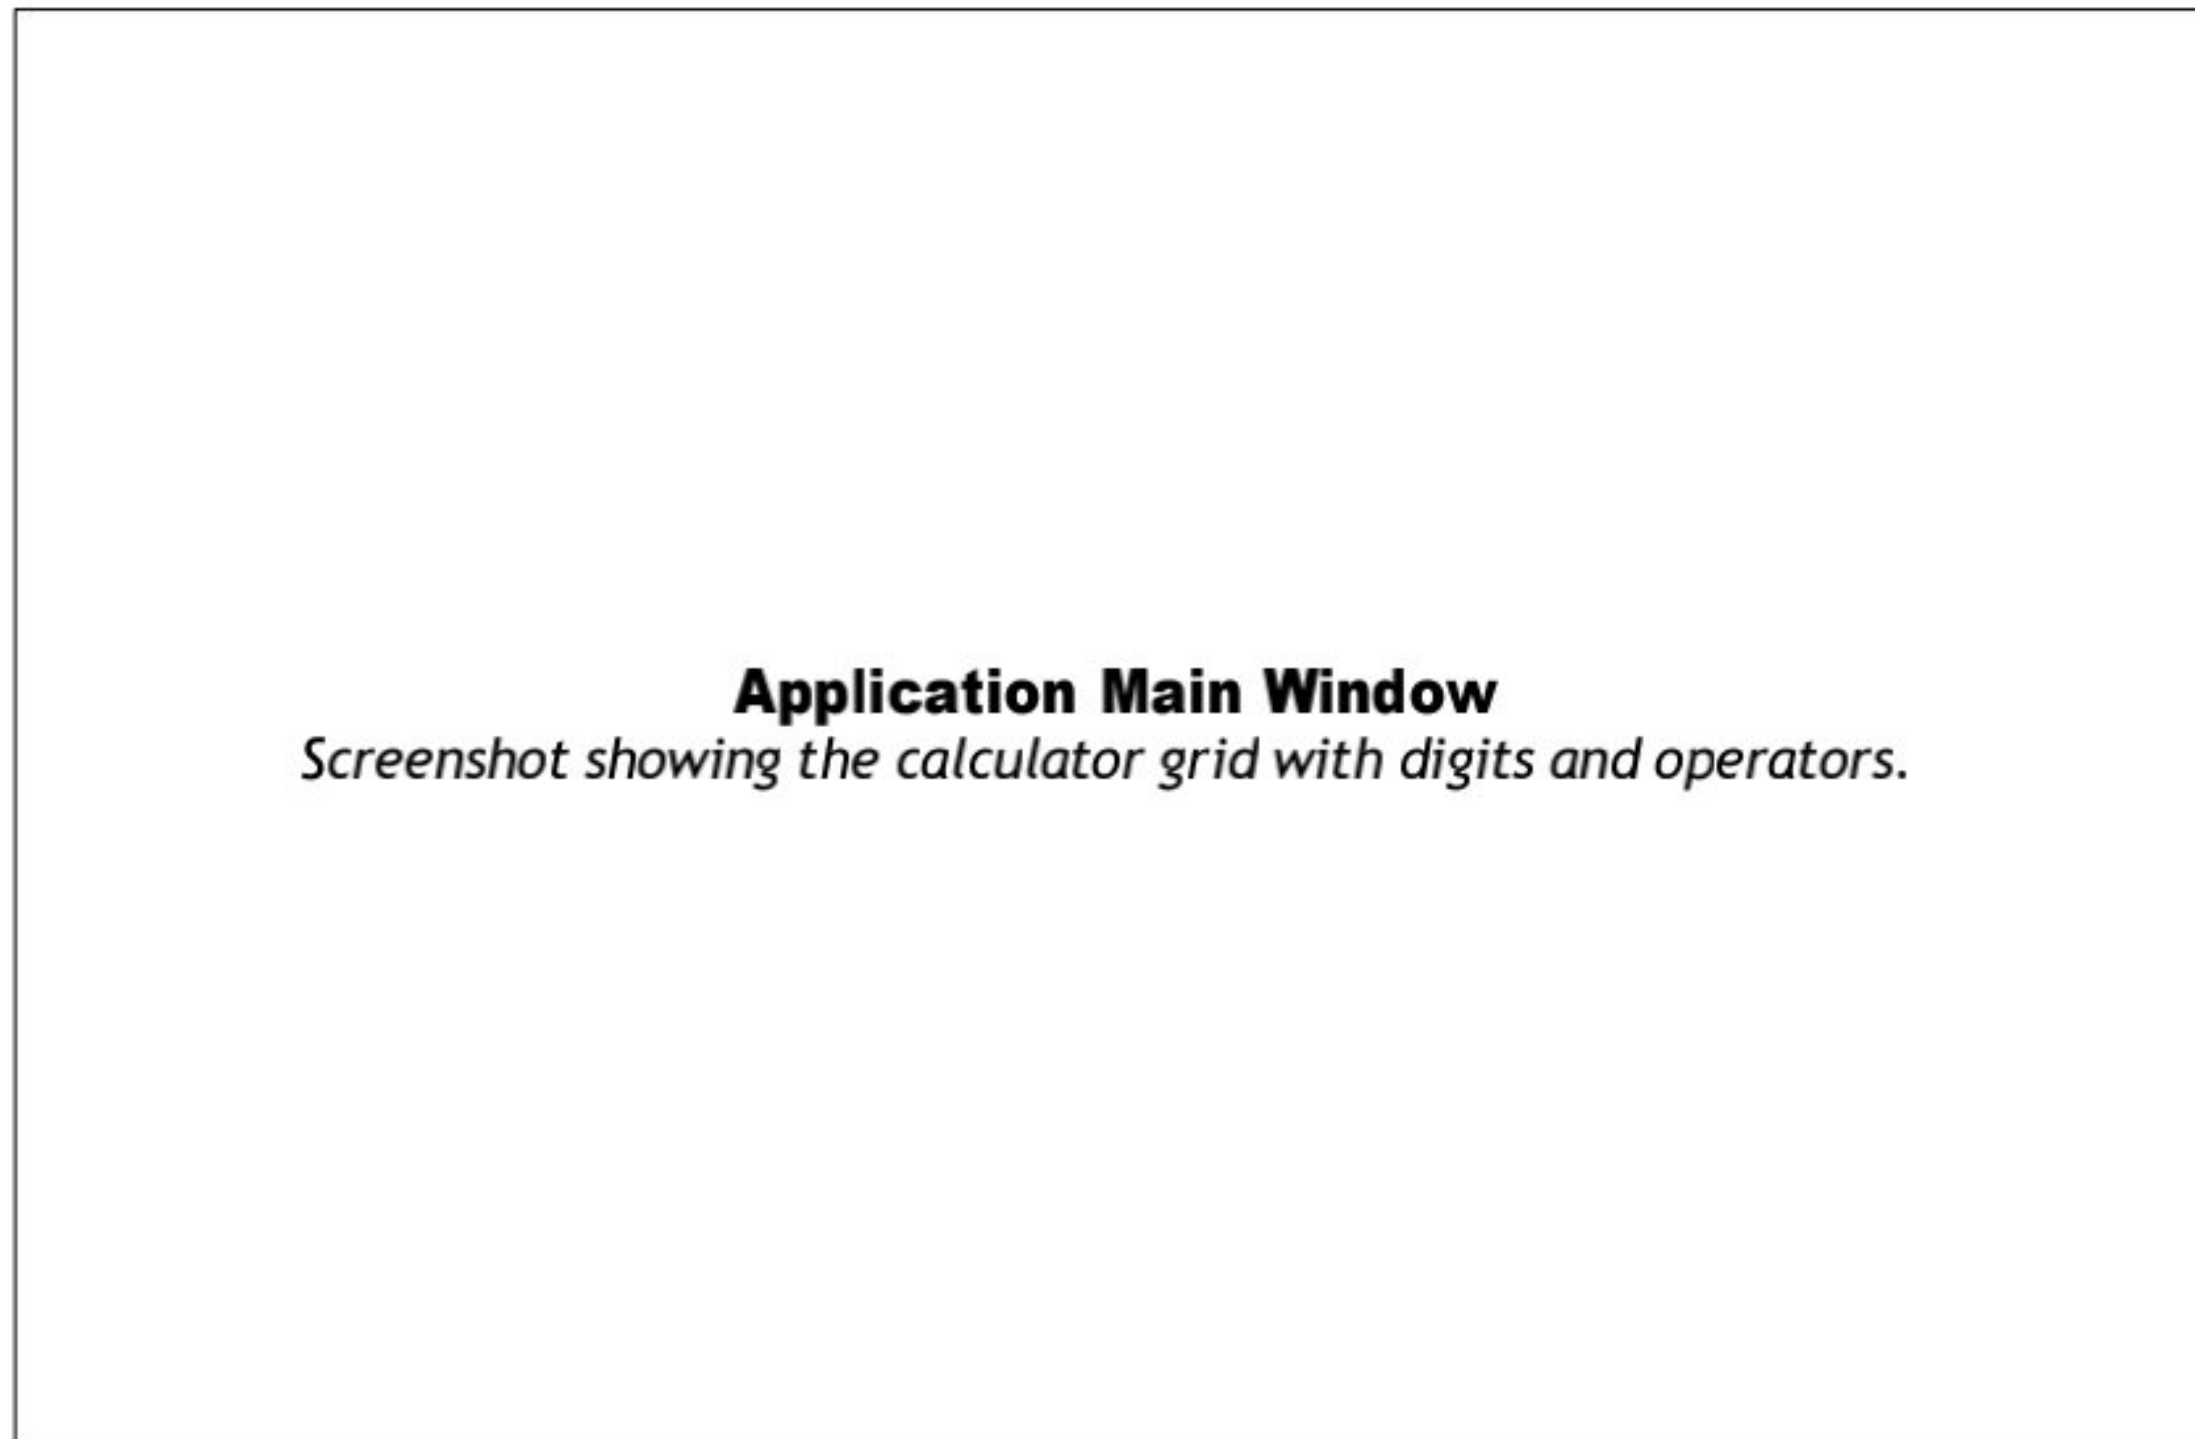 Application Main Window
Screenshot showing the calculator grid with digits and operators.